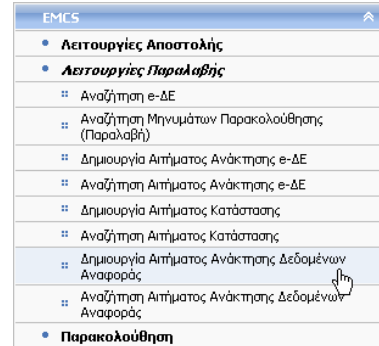 EMCS
Λειτουργίες Αποστολής
Λειτουργίες Παραλαβής
Αναζήτηση e-ΔΕ
Αναζήτηση Μηνυμάτων Παρακολούθησης
(Παραλαβή)
Δημιουργία Αιτήματος Ανάκτησης e-ΔΕ
Αναζήτηση Αιτήματος Ανάκτησης e-ΔΕ
Δημιουργία Αιτήματος Κατάστασης
Αναζήτηση Αιτήματος Κατάστασης
Δημιουργία Αιτήματος Ανάκτησης Δεδομένων
Αναφοράς
Αναζήτηση Αιτήματος Ανάκτησης Δεδομένων
Αναφοράς
Παρακολούθηση